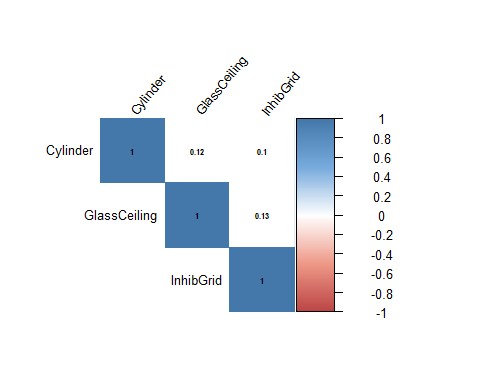 Cylinder
GlassCeiling
InhibGrid
Cylinder 1 0.12 0.1
GlassCeiling 1 0.13
InhibGrid 1
1
0.8
0.6
0.4
0.2
0
-0.2
-0.4
-0.6
-0.8
-1